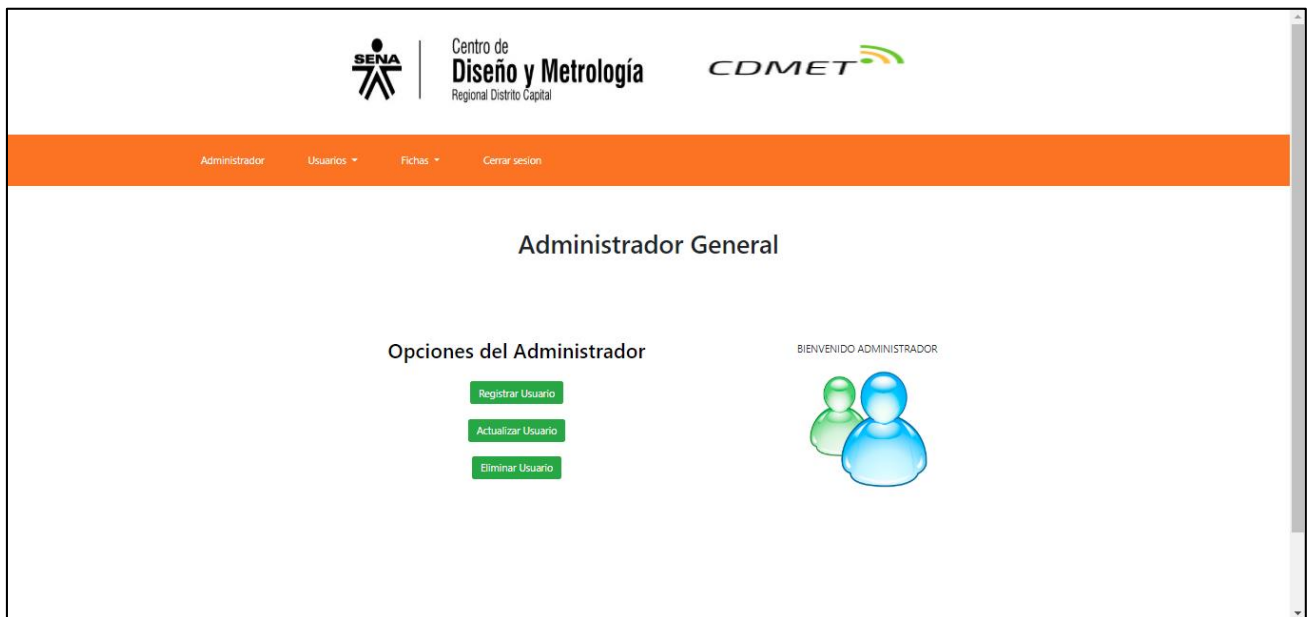 SENA
Centro de
Diseño y Metrología
Regional Distrito Capital
CDMET
Administrador
Usuarios
Fichas
Cerrar sesion
Administrador General
Opciones del Administrador
Registrar Usuario
Actualizar Usuario
Eliminar Usuario
BIENVENIDO ADMINISTRADOR